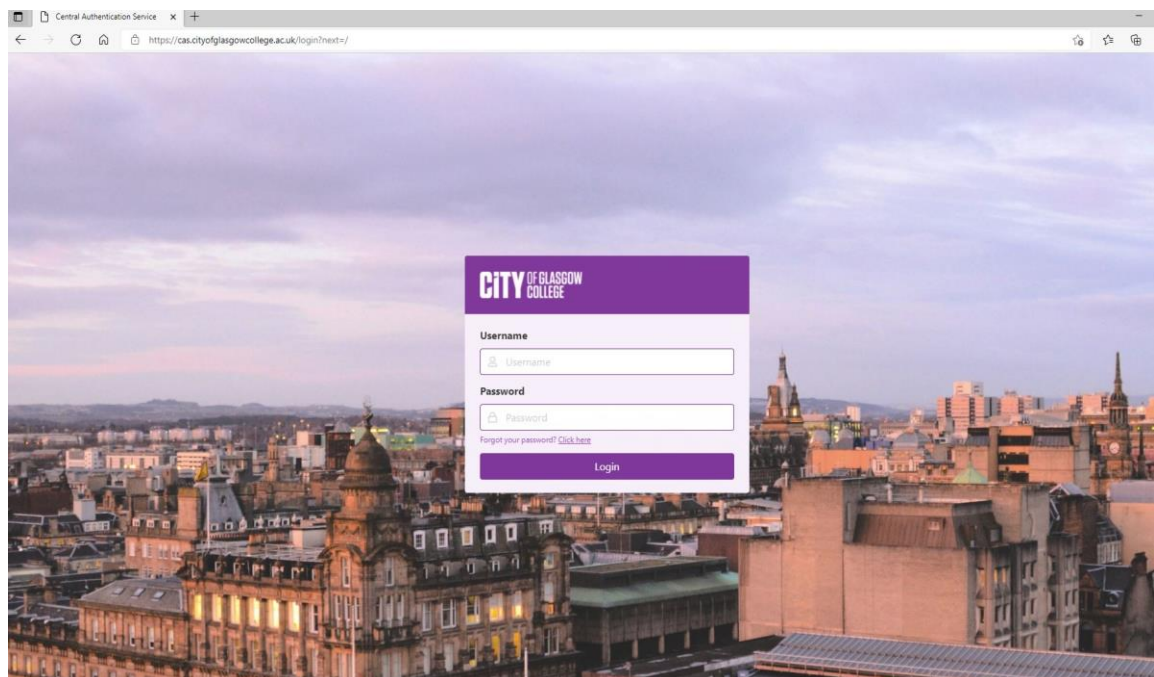 Central Authentication Service
https://cas.cityofglasgowcollege.ac.uk/login?next=/
CiTY OF GLASGOW
COLLEGE
Username
Username
Password
Password
Forgot your password? Click here
Login